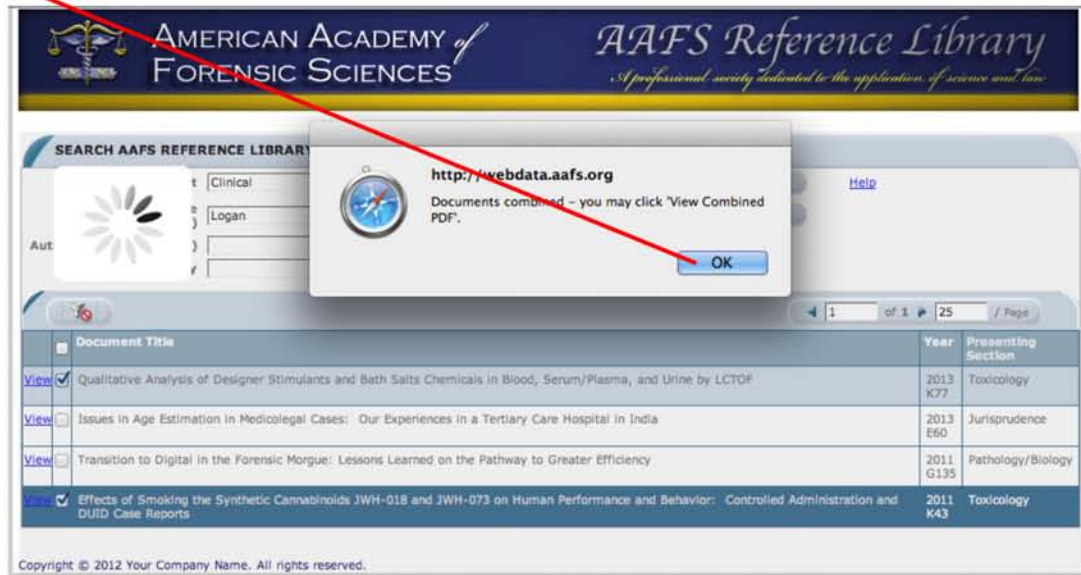 AMERICAN ACADEMY of
FORENSIC SCIENCES
AAFS Reference Library
A professional society dedicated to the application of science and law
SEARCH AAFS REFERENCE LIBRARY
t Clinical
Help
Logan
)
Aut )
y
http://webdata.aafs.org
Documents combined – you may click 'View Combined
PDF'.
OK
1 of 1 25 / Page
Document Title Year Presenting
Section
View Qualitative Analysis of Designer Stimulants and Bath Salts Chemicals in Blood, Serum/Plasma, and Urine by LCTOF 2013
K77 Toxicology
View Issues in Age Estimation in Medicolegal Cases: Our Experiences in a Tertiary Care Hospital in India 2013
E60 Jurisprudence
View Transition to Digital in the Forensic Morgue: Lessons Learned on the Pathway to Greater Efficiency 2011
G135 Pathology/Biology
View Effects of Smoking the Synthetic Cannabinoids JWH-018 and JWH-073 on Human Performance and Behavior: Controlled Administration and
DUID Case Reports 2011
K43 Toxicology
Copyright © 2012 Your Company Name. All rights reserved.